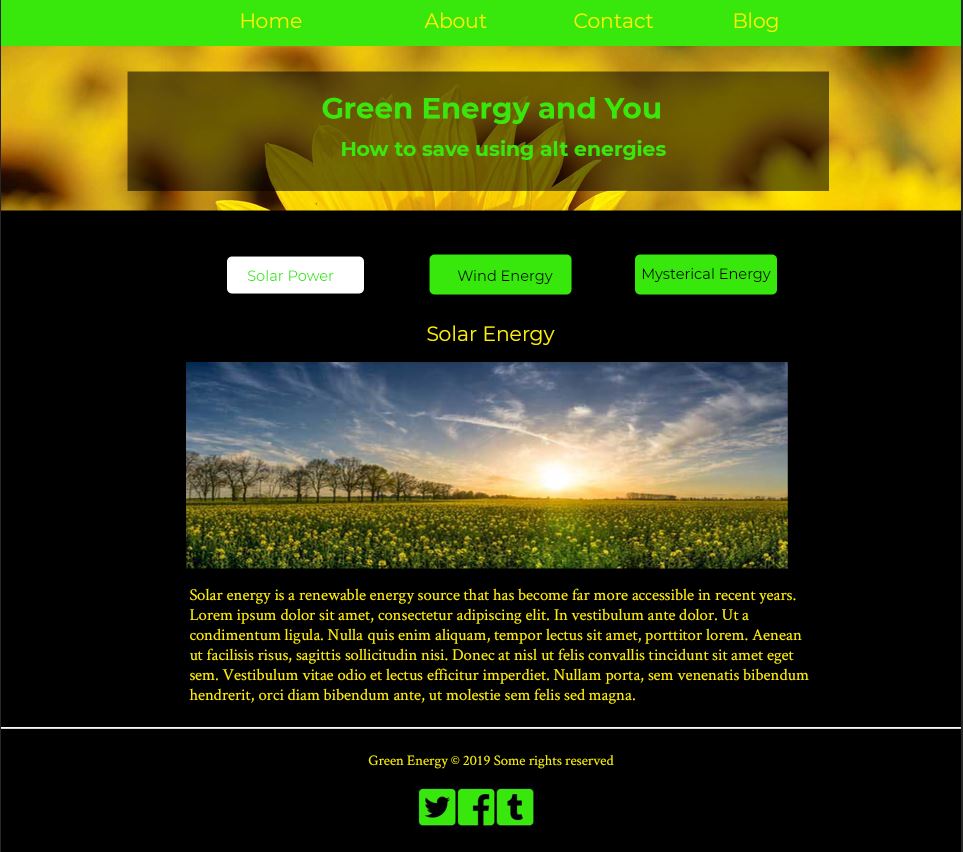 Home About Contact Blog
Green Energy and You
How to save using alt energies
Solar Power Wind Energy Mysterical Energy
Solar Energy
Solar energy is a renewable energy source that has become far more accessible in recent years.
Lorem ipsum dolor sit amet, consectetur adipiscing elit. In vestibulum ante dolor. Ut a
condimentum ligula. Nulla quis enim aliquam, tempor lectus sit amet, porttitor lorem. Aenean
ut facilisis risus, sagittis sollicitudin nisi. Donec at nisl ut felis convallis tincidunt sit amet eget
sem. Vestibulum vitae odio et lectus efficitur imperdiet. Nullam porta, sem venenatis bibendum
hendrerit, orci diam bibendum ante, ut molestie sem felis sed magna.
Green Energy © 2019 Some rights reserved